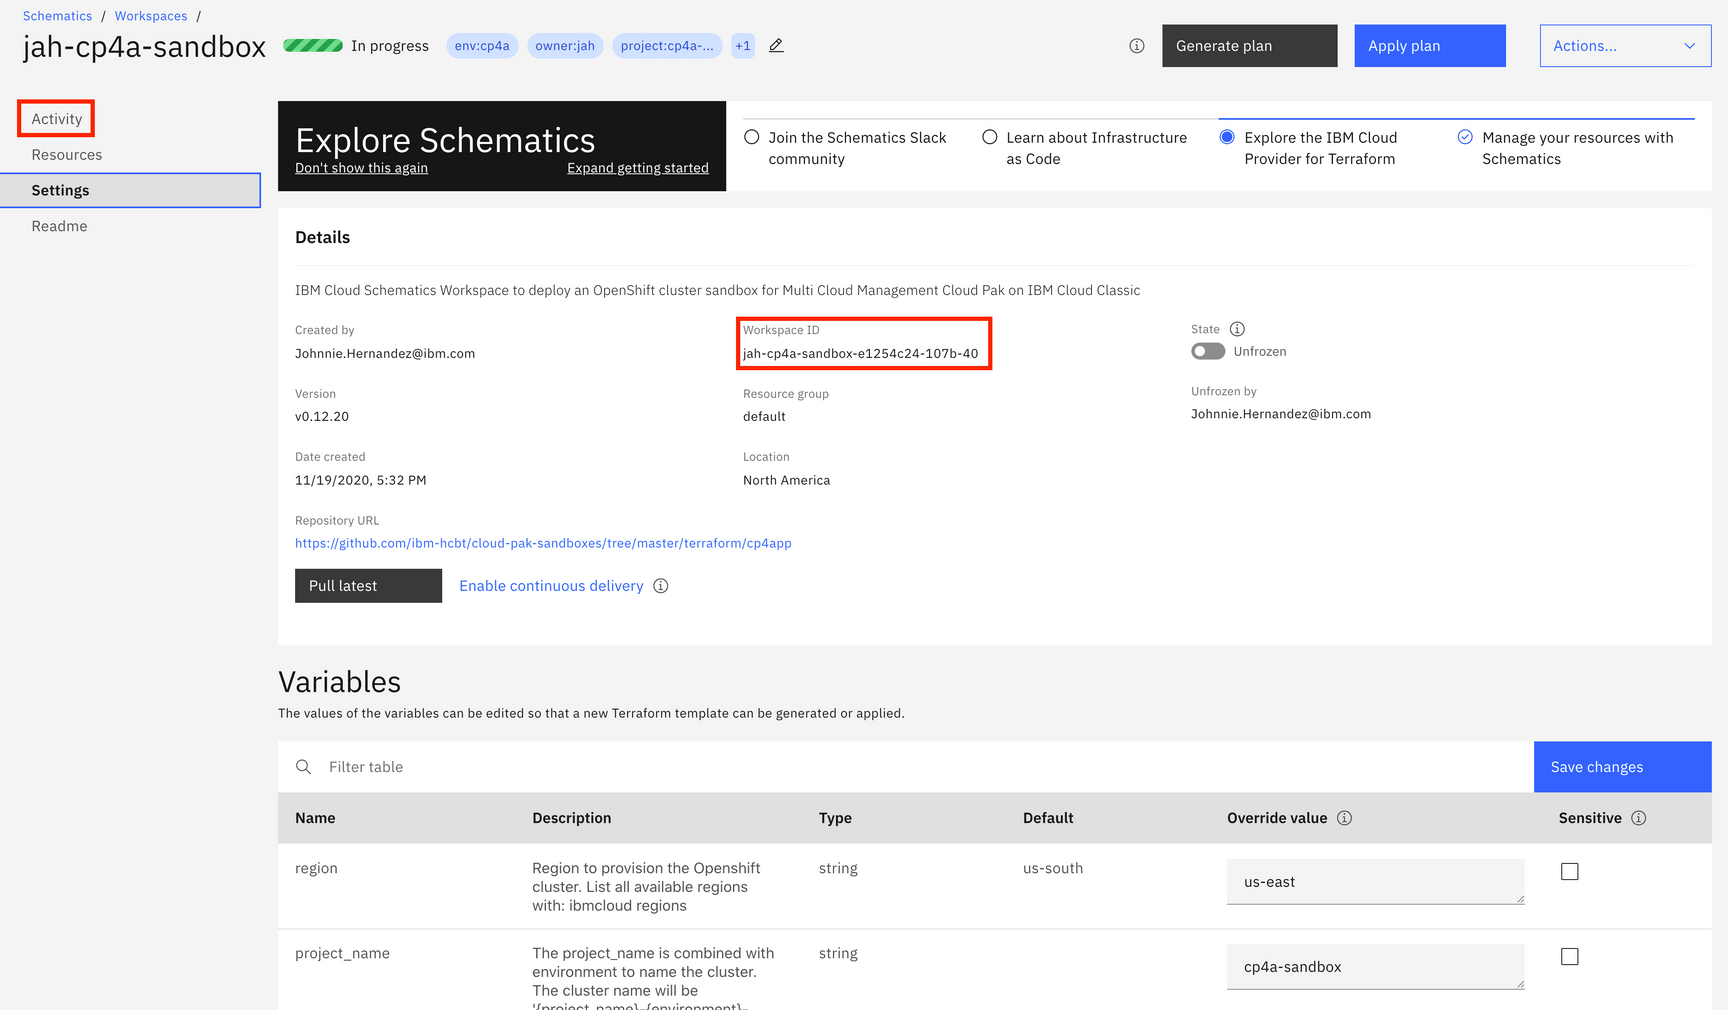 Schematics / Workspaces /
jah-cp4a-sandbox In progress env:cp4a owner:jah project:cp4a-... +1
Generate plan Apply plan Actions...
Activity
Resources
Settings
Readme
Explore Schematics
Don't show this again Expand getting started
Join the Schematics Slack
community
Learn about Infrastructure
as Code
Explore the IBM Cloud
Provider for Terraform
Manage your resources with
Schematics
Details
IBM Cloud Schematics Workspace to deploy an OpenShift cluster sandbox for Multi Cloud Management Cloud Pak on IBM Cloud Classic
Created by
Johnnie.Hernandez@ibm.com
Workspace ID
jah-cp4a-sandbox-e1254c24-107b-40
State
Unfrozen
Version
v0.12.20
Resource group
default
Unfrozen by
Johnnie.Hernandez@ibm.com
Date created
11/19/2020, 5:32 PM
Location
North America
Repository URL
https://github.com/ibm-hcbt/cloud-pak-sandboxes/tree/master/terraform/cp4app
Pull latest Enable continuous delivery
Variables
The values of the variables can be edited so that a new Terraform template can be generated or applied.
Filter table Save changes
Name Description Type Default Override value Sensitive
region
Region to provision the Openshift
cluster. List all available regions
with: ibmcloud regions
string us-south us-east
project_name
The project_name is combined with
environment to name the cluster.
The cluster name will be
'{project_name}-{environment}-
string cp4a-sandbox